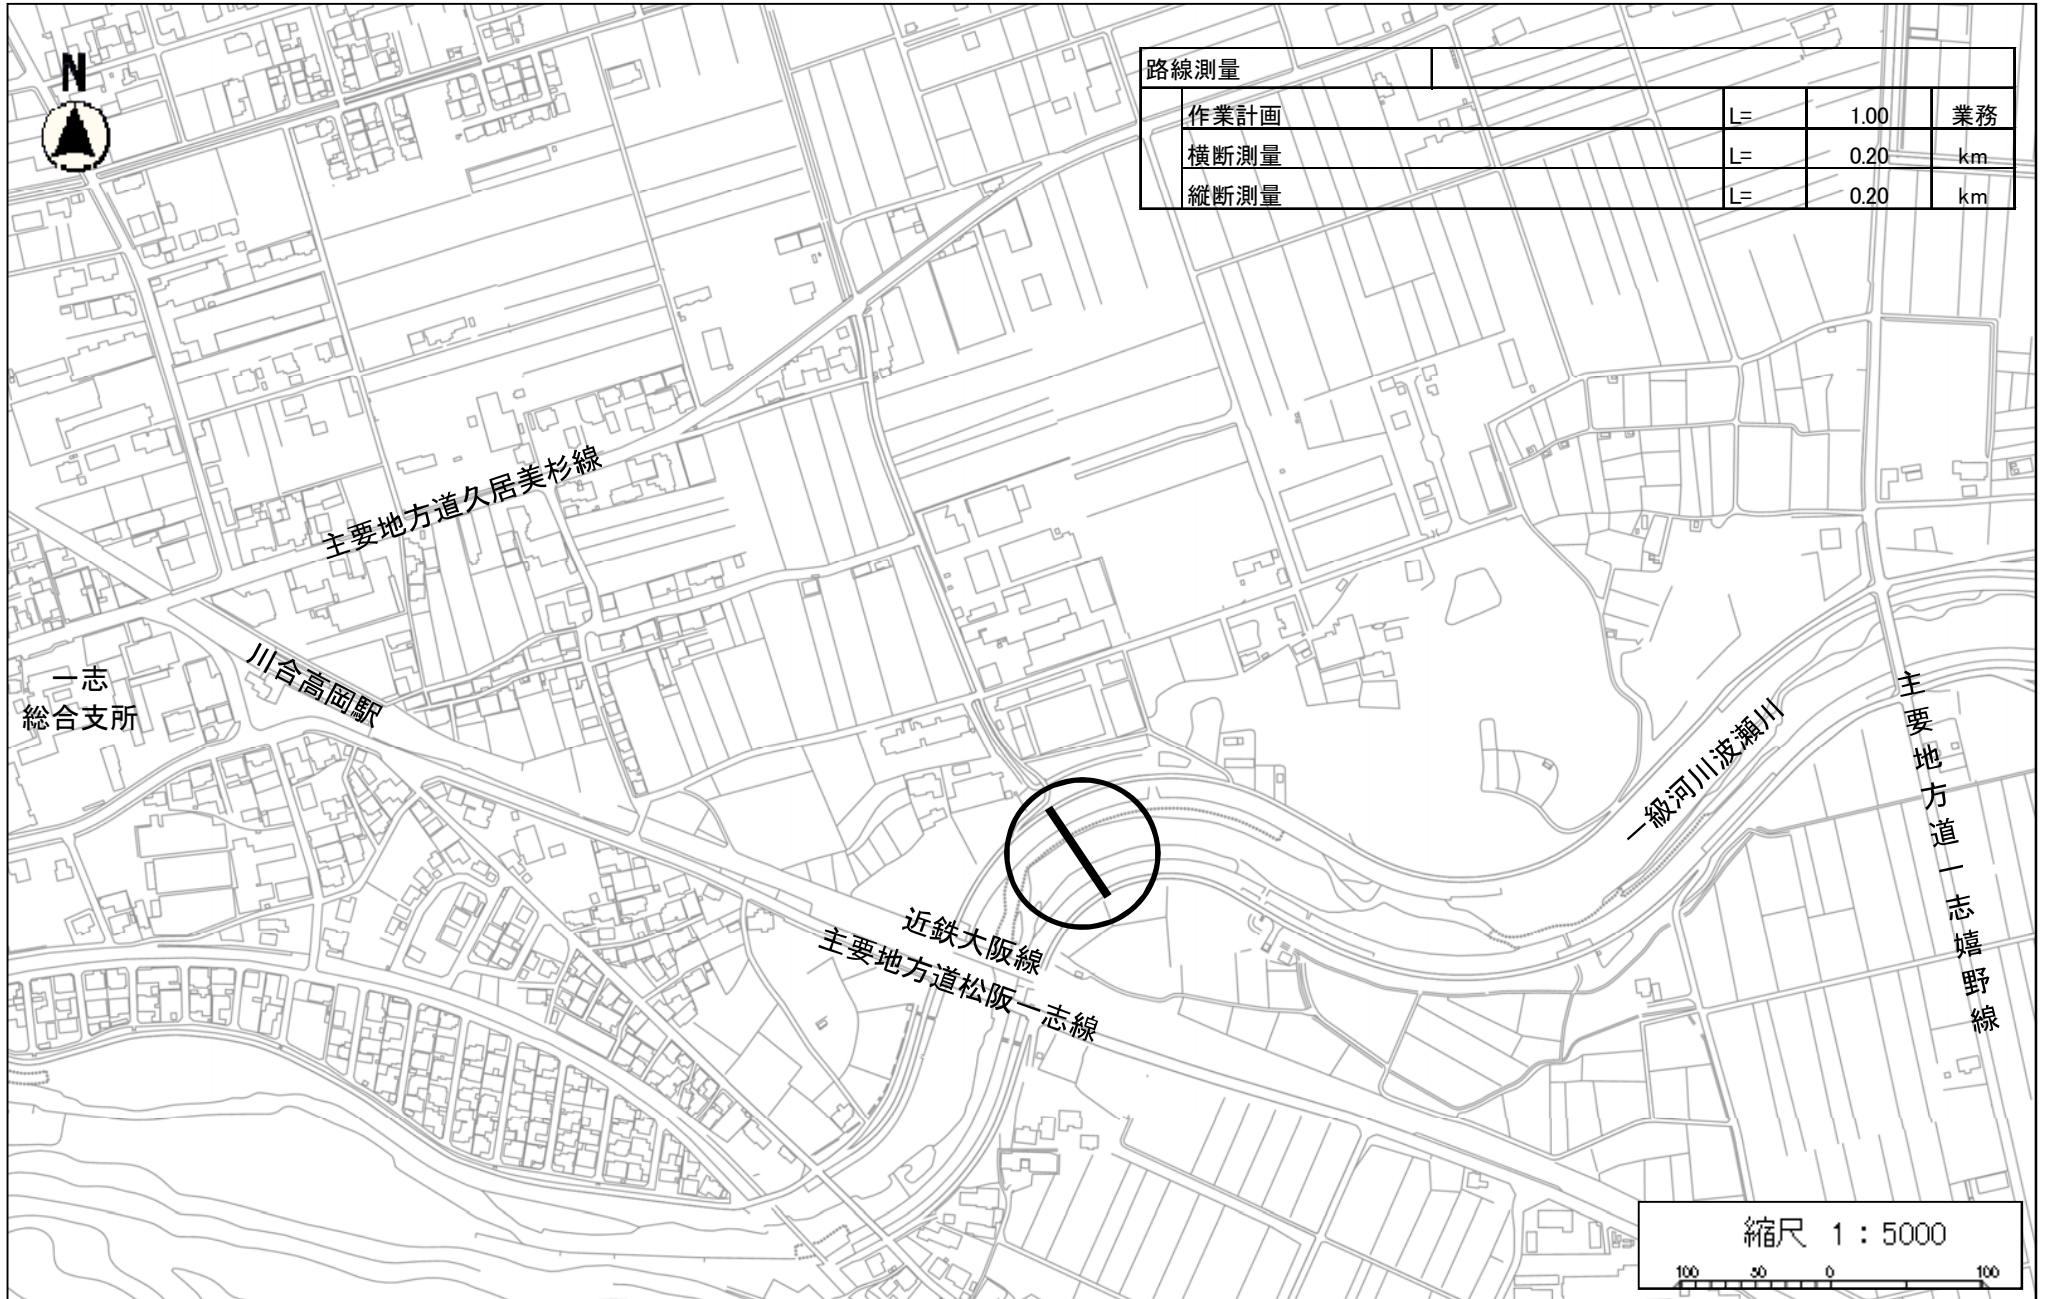 N
路線測量
作業計画 L= 1.00 業務
横断測量 L= 0.20 km
縦断測量 L= 0.20 km
主要地方道久居美杉線
川合高岡駅
一志
総合支所
一級河川波瀬川
主要地方道一志嬉野線
近鉄大阪線
主要地方道松阪一志線
縮尺 1:5000
100 50 0 100